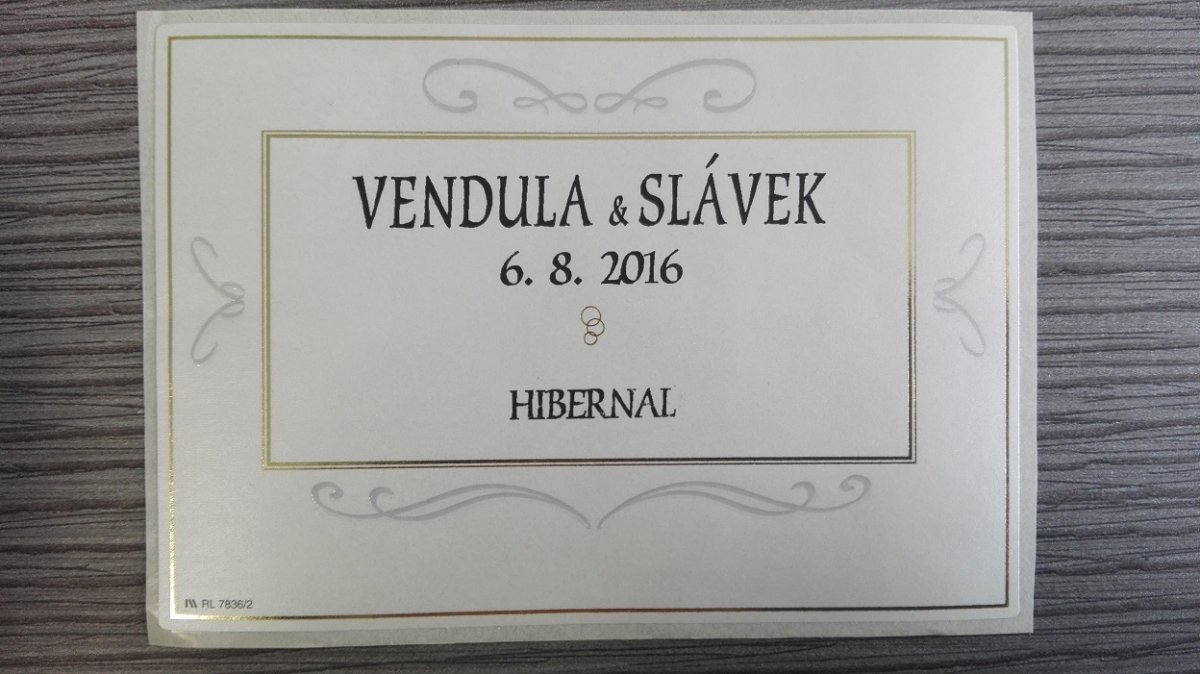 VENDULA & SLÁVEK
6. 8. 2016
HIBERNAL
RL 7836/2